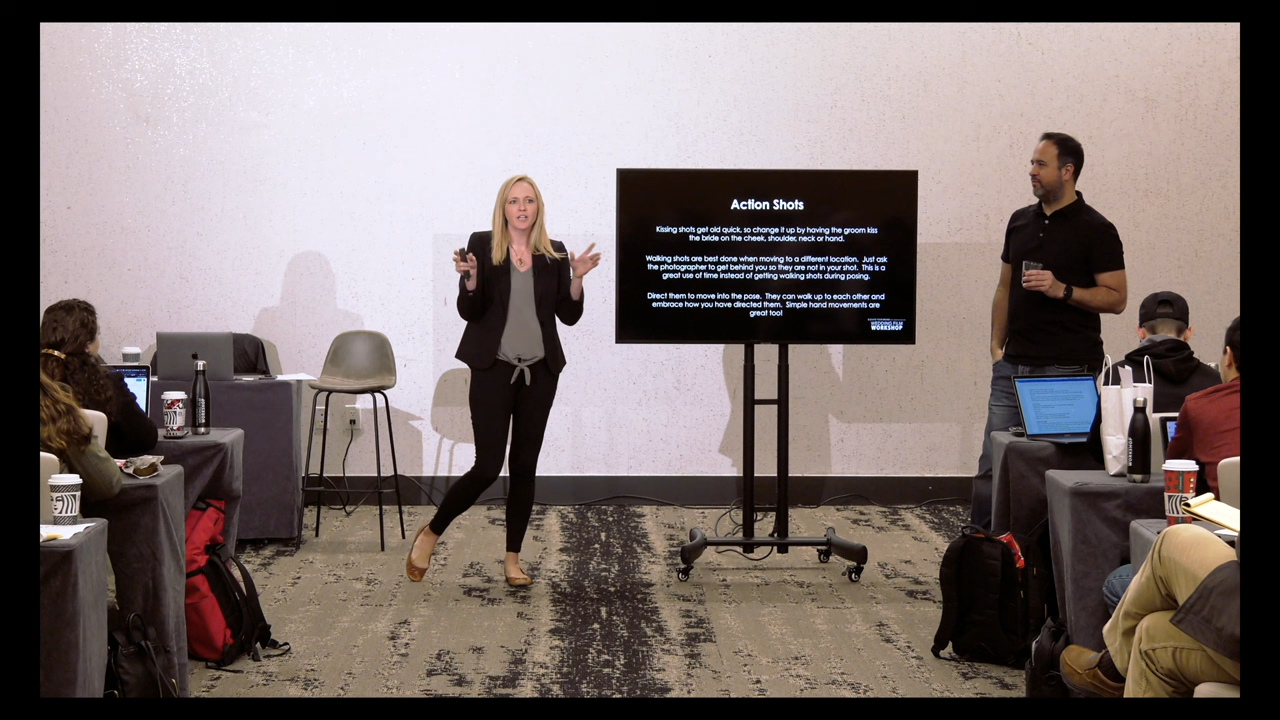 Action Shots
Kissing shots get old quick, so change it up by having the groom kiss
the bride on the cheek, shoulder, neck or hand.
Walking shots are best done when moving to a different location. Just ask
the photographer to get behind you so they are not in your shot. This is a
great use of time instead of getting walking shots during posing.
Direct them to move into the pose. They can walk up to each other and
embrace how you have directed them. Simple hand movements are
great too!
WEDDING FILM
WORKSHOP